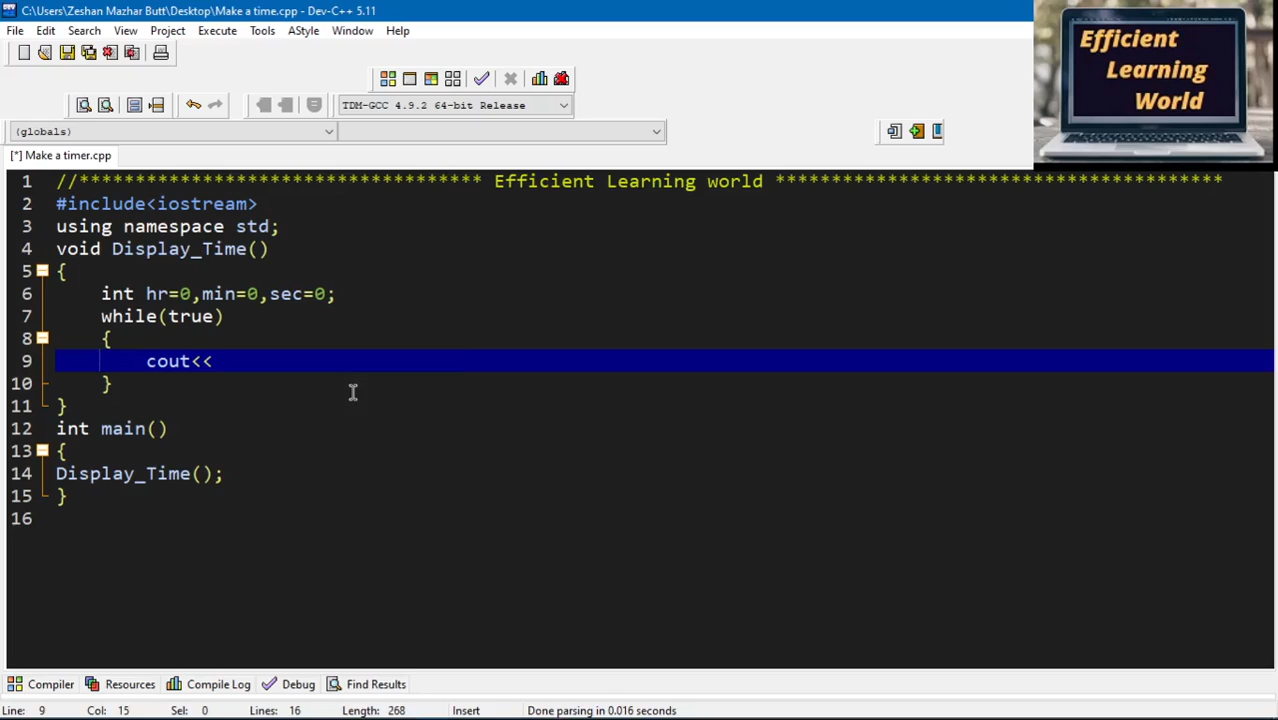 C:\Users\Zeshan Mazhar Butt\Desktop\Make a time.cpp - Dev-C++ 5.11
File Edit Search View Project Execute Tools AStyle Window Help
TDM-GCC 4.9.2 64-bit Release
(globals)
[*] Make a timer.cpp
Efficient
Learning
World
1 //************************************ Efficient Learning world ****************************************
2 #include<iostream>
3 using namespace std;
4 void Display_Time()
5 {
6 int hr=0,min=0,sec=0;
7 while(true)
8 {
9 cout<<
10 }
11 }
12 int main()
13 {
14 Display_Time();
15 }
16
Compiler Resources Compile Log Debug Find Results
Line: 9 Col: 15 Sel: 0 Lines: 16 Length: 268 Insert Done parsing in 0.016 seconds